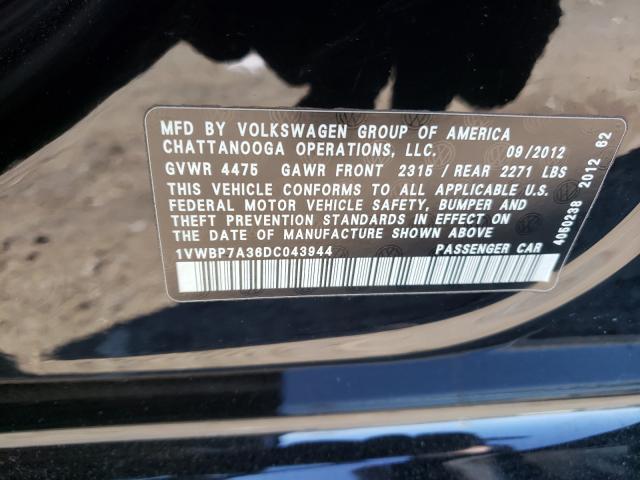 MFD BY VOLKSWAGEN GROUP OF AMERICA
CHATTANOOGA OPERATIONS, LLC. 09/2012
GVWR 4475 GAWR FRONT 2315 / REAR 2271 LBS
THIS VEHICLE CONFORMS TO ALL APPLICABLE U.S.
FEDERAL MOTOR VEHICLE SAFETY, BUMPER AND
THEFT PREVENTION STANDARDS IN EFFECT ON
THE DATE OF MANUFACTURE SHOWN ABOVE
1VWBP7A36DC043944 PASSENGER CAR
4050238 2012 62